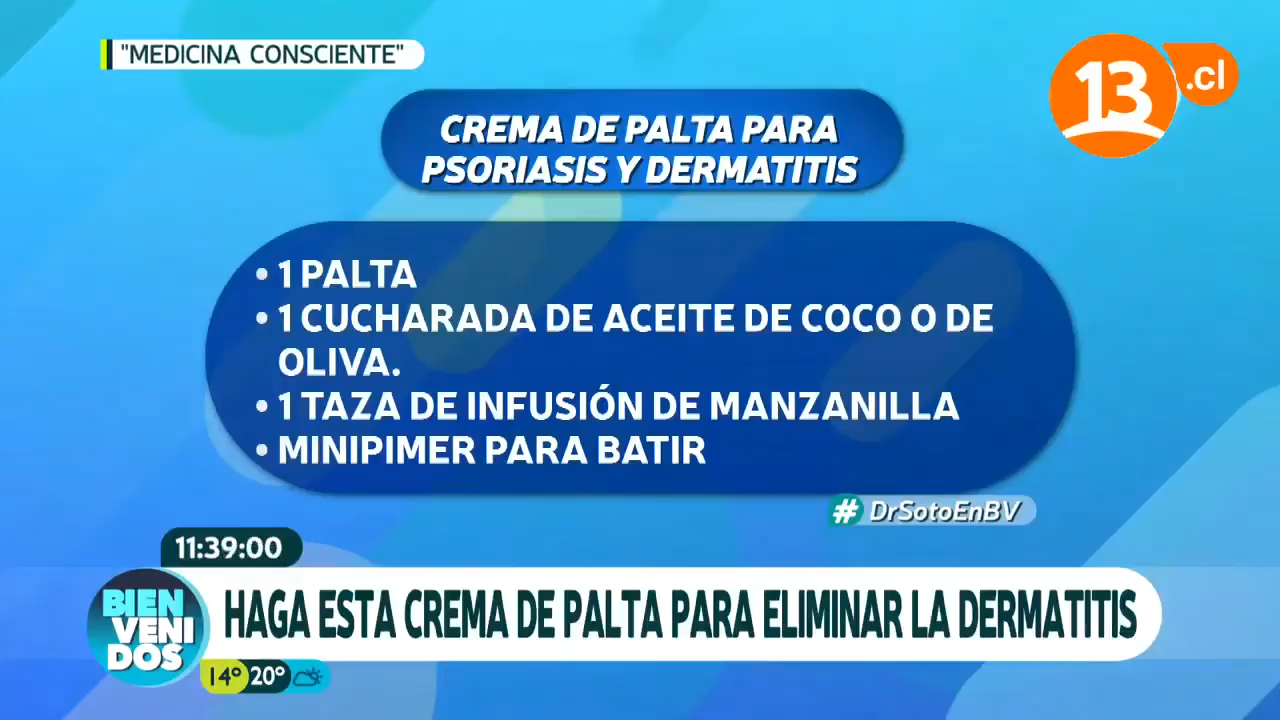 "MEDICINA CONSCIENTE"
13.cl
CREMA DE PALTA PARA
PSORIASIS Y DERMATITIS
• 1 PALTA
• 1 CUCHARADA DE ACEITE DE COCO O DE
OLIVA.
• 1 TAZA DE INFUSIÓN DE MANZANILLA
• MINIPIMER PARA BATIR
# DrSotoEnBV
11:39:00
BIEN
VENI
DOS
HAGA ESTA CREMA DE PALTA PARA ELIMINAR LA DERMATITIS
14° 20°